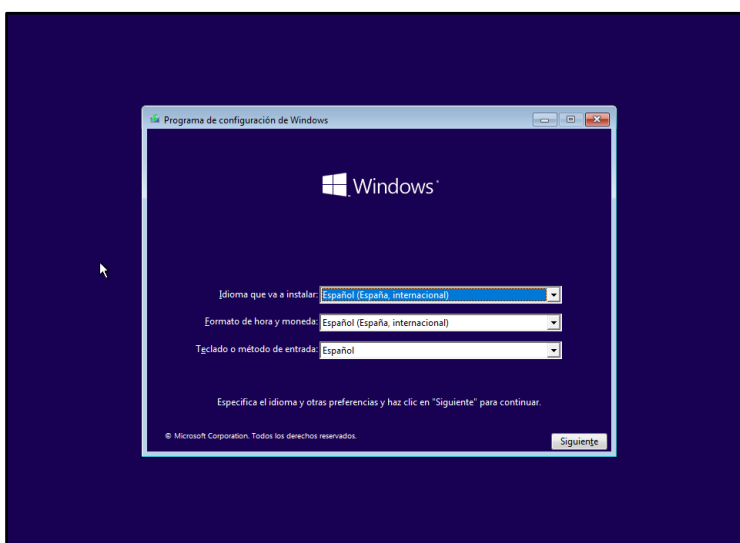 Programa de configuración de Windows
Windows
Idioma que va a instalar: Español (España, internacional)
Formato de hora y moneda: Español (España, internacional)
Teclado o método de entrada: Español
Especifica el idioma y otras preferencias y haz clic en "Siguiente" para continuar.
© Microsoft Corporation. Todos los derechos reservados.
Siguiente